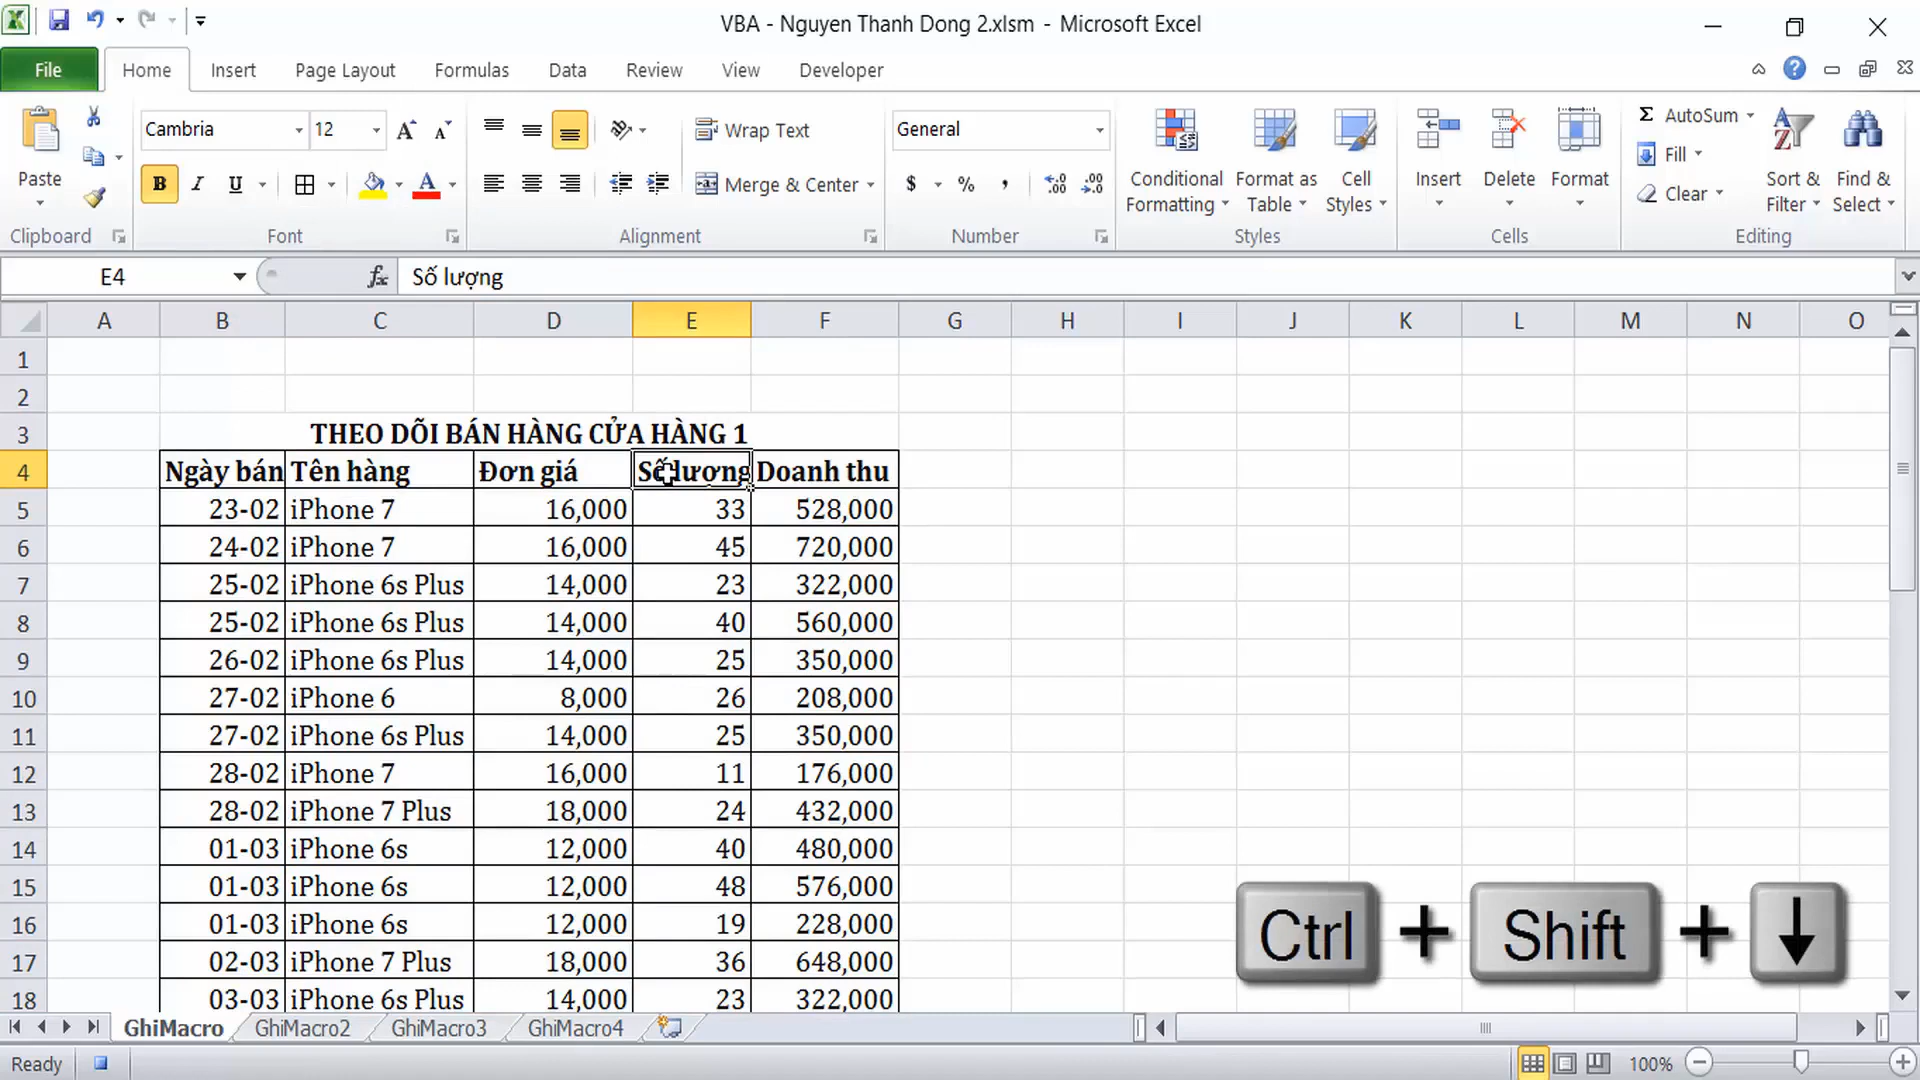 VBA - Nguyen Thanh Dong 2.xlsm - Microsoft Excel
File Home Insert Page Layout Formulas Data Review View Developer
Paste
Clipboard
Cambria 12
B I U
Font
Wrap Text
Merge & Center
Alignment
General
$ % ,
Number
Conditional Formatting
Format as Table
Cell Styles
Styles
Insert Delete Format
Cells
Σ AutoSum
Fill
Clear
Sort & Filter
Find & Select
Editing
E4 fx Số lượng
A B C D E F G H I J K L M N O
1
2
3 THEO DÕI BÁN HÀNG CỬA HÀNG 1
4 Ngày bán Tên hàng Đơn giá Số lượng Doanh thu
5 23-02 iPhone 7 16,000 33 528,000
6 24-02 iPhone 7 16,000 45 720,000
7 25-02 iPhone 6s Plus 14,000 23 322,000
8 25-02 iPhone 6s Plus 14,000 40 560,000
9 26-02 iPhone 6s Plus 14,000 25 350,000
10 27-02 iPhone 6 8,000 26 208,000
11 27-02 iPhone 6s Plus 14,000 25 350,000
12 28-02 iPhone 7 16,000 11 176,000
13 28-02 iPhone 7 Plus 18,000 24 432,000
14 01-03 iPhone 6s 12,000 40 480,000
15 01-03 iPhone 6s 12,000 48 576,000
16 01-03 iPhone 6s 12,000 19 228,000
17 02-03 iPhone 7 Plus 18,000 36 648,000
18 03-03 iPhone 6s Plus 14,000 23 322,000
Ctrl + Shift + ↓
GhiMacro GhiMacro2 GhiMacro3 GhiMacro4
Ready 100%